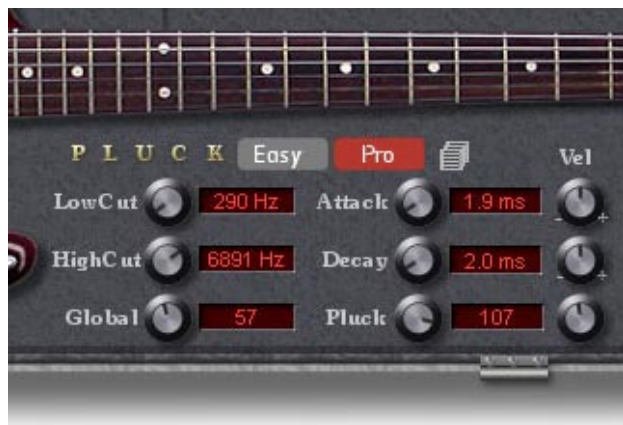 P L U C K Easy Pro Vel
LowCut 290 Hz Attack 1.9 ms - +
HighCut 6891 Hz Decay 2.0 ms - +
Global 57 Pluck 107